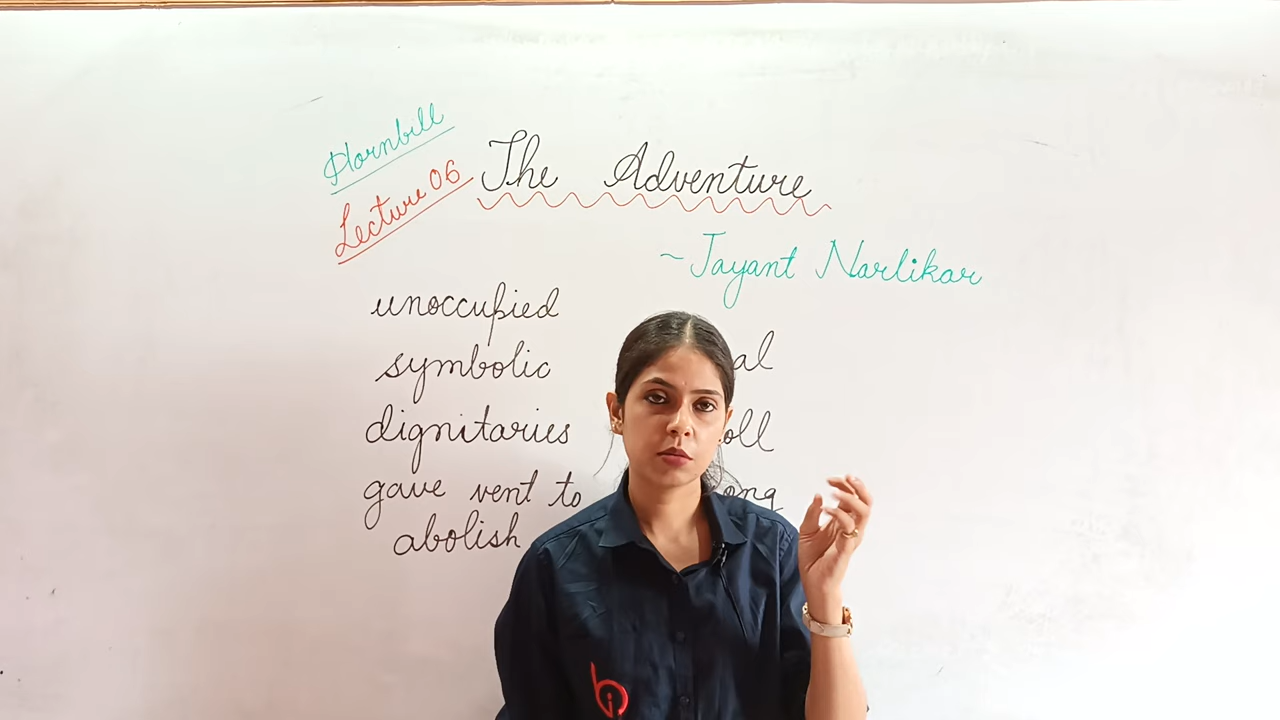 Hornbill
Lecture 06
The Adventure
~Jayant Narlikar
unoccupied
symbolic
dignitaries
gave vent to
abolish